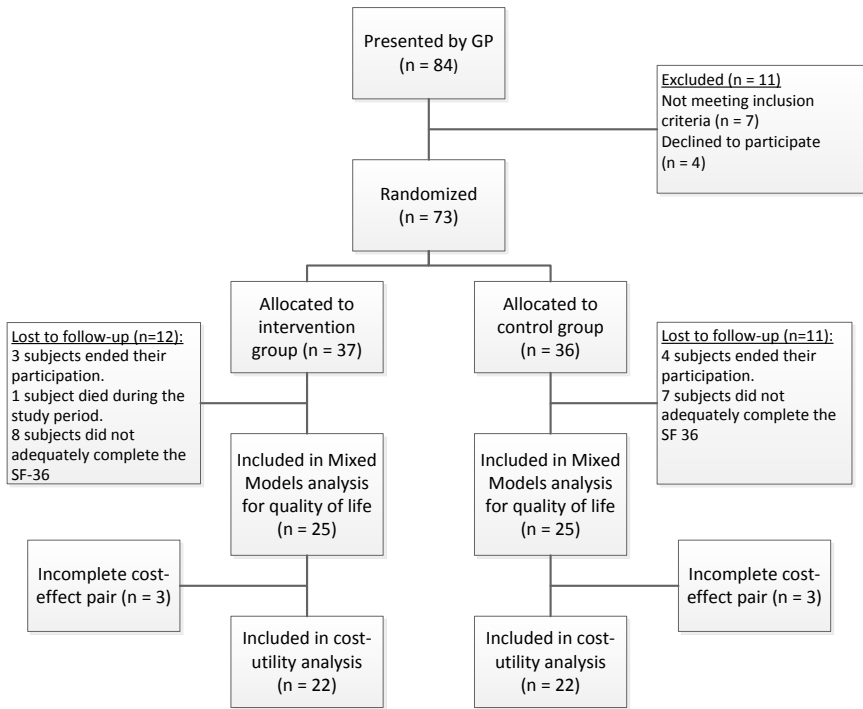 Presented by GP
(n = 84)
Excluded (n = 11)
Not meeting inclusion
criteria (n = 7)
Declined to participate
(n = 4)
Randomized
(n = 73)
Allocated to
intervention
group (n = 37)
Allocated to
control group
(n = 36)
Lost to follow-up (n=12):
3 subjects ended their
participation.
1 subject died during the
study period.
8 subjects did not
adequately complete the
SF-36
Lost to follow-up (n=11):
4 subjects ended their
participation.
7 subjects did not
adequately complete the
SF 36
Included in Mixed
Models analysis
for quality of life
(n = 25)
Included in Mixed
Models analysis
for quality of life
(n = 25)
Incomplete cost-
effect pair (n = 3)
Incomplete cost-
effect pair (n = 3)
Included in cost-
utility analysis
(n = 22)
Included in cost-
utility analysis
(n = 22)